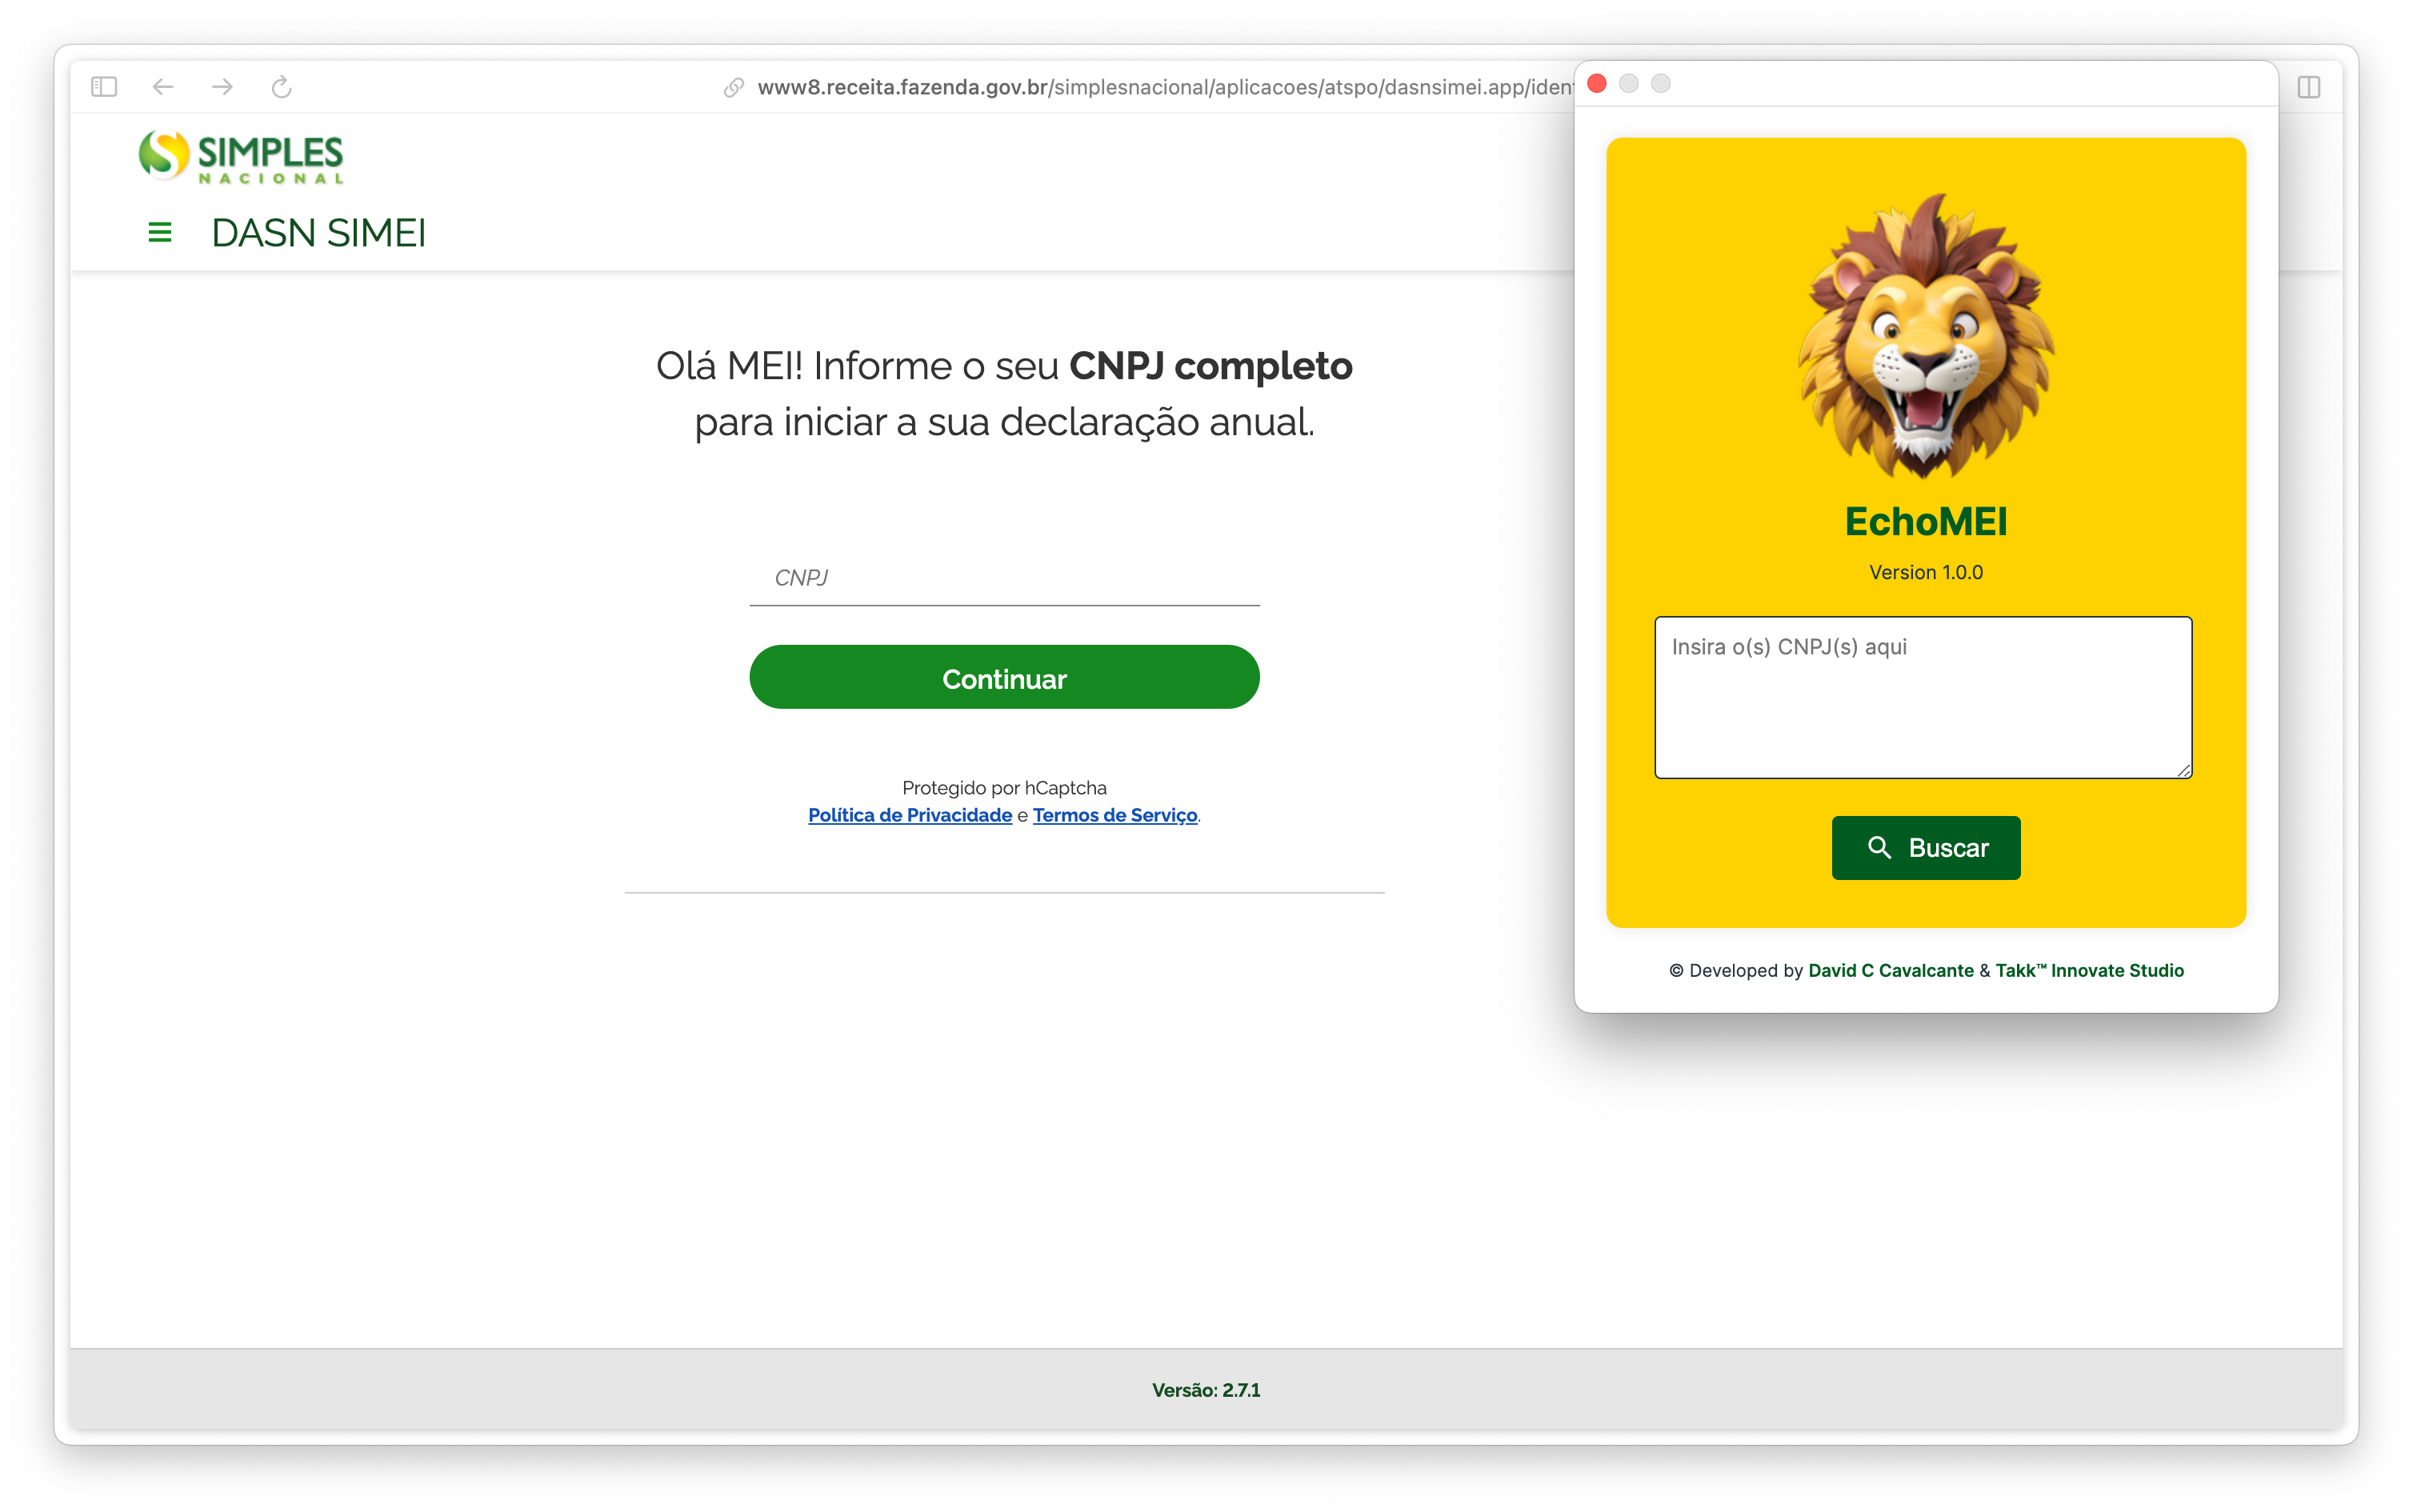 www8.receita.fazenda.gov.br/simplesnacional/aplicacoes/atspo/dasnsimei.app/iden
SIMPLES
NACIONAL
DASN SIMEI
Olá MEI! Informe o seu CNPJ completo
para iniciar a sua declaração anual.
CNPJ
Continuar
Protegido por hCaptcha
Política de Privacidade e Termos de Serviço.
Versão: 2.7.1
EchoMEI
Version 1.0.0
Insira o(s) CNPJ(s) aqui
Buscar
© Developed by David C Cavalcante & Takk™ Innovate Studio